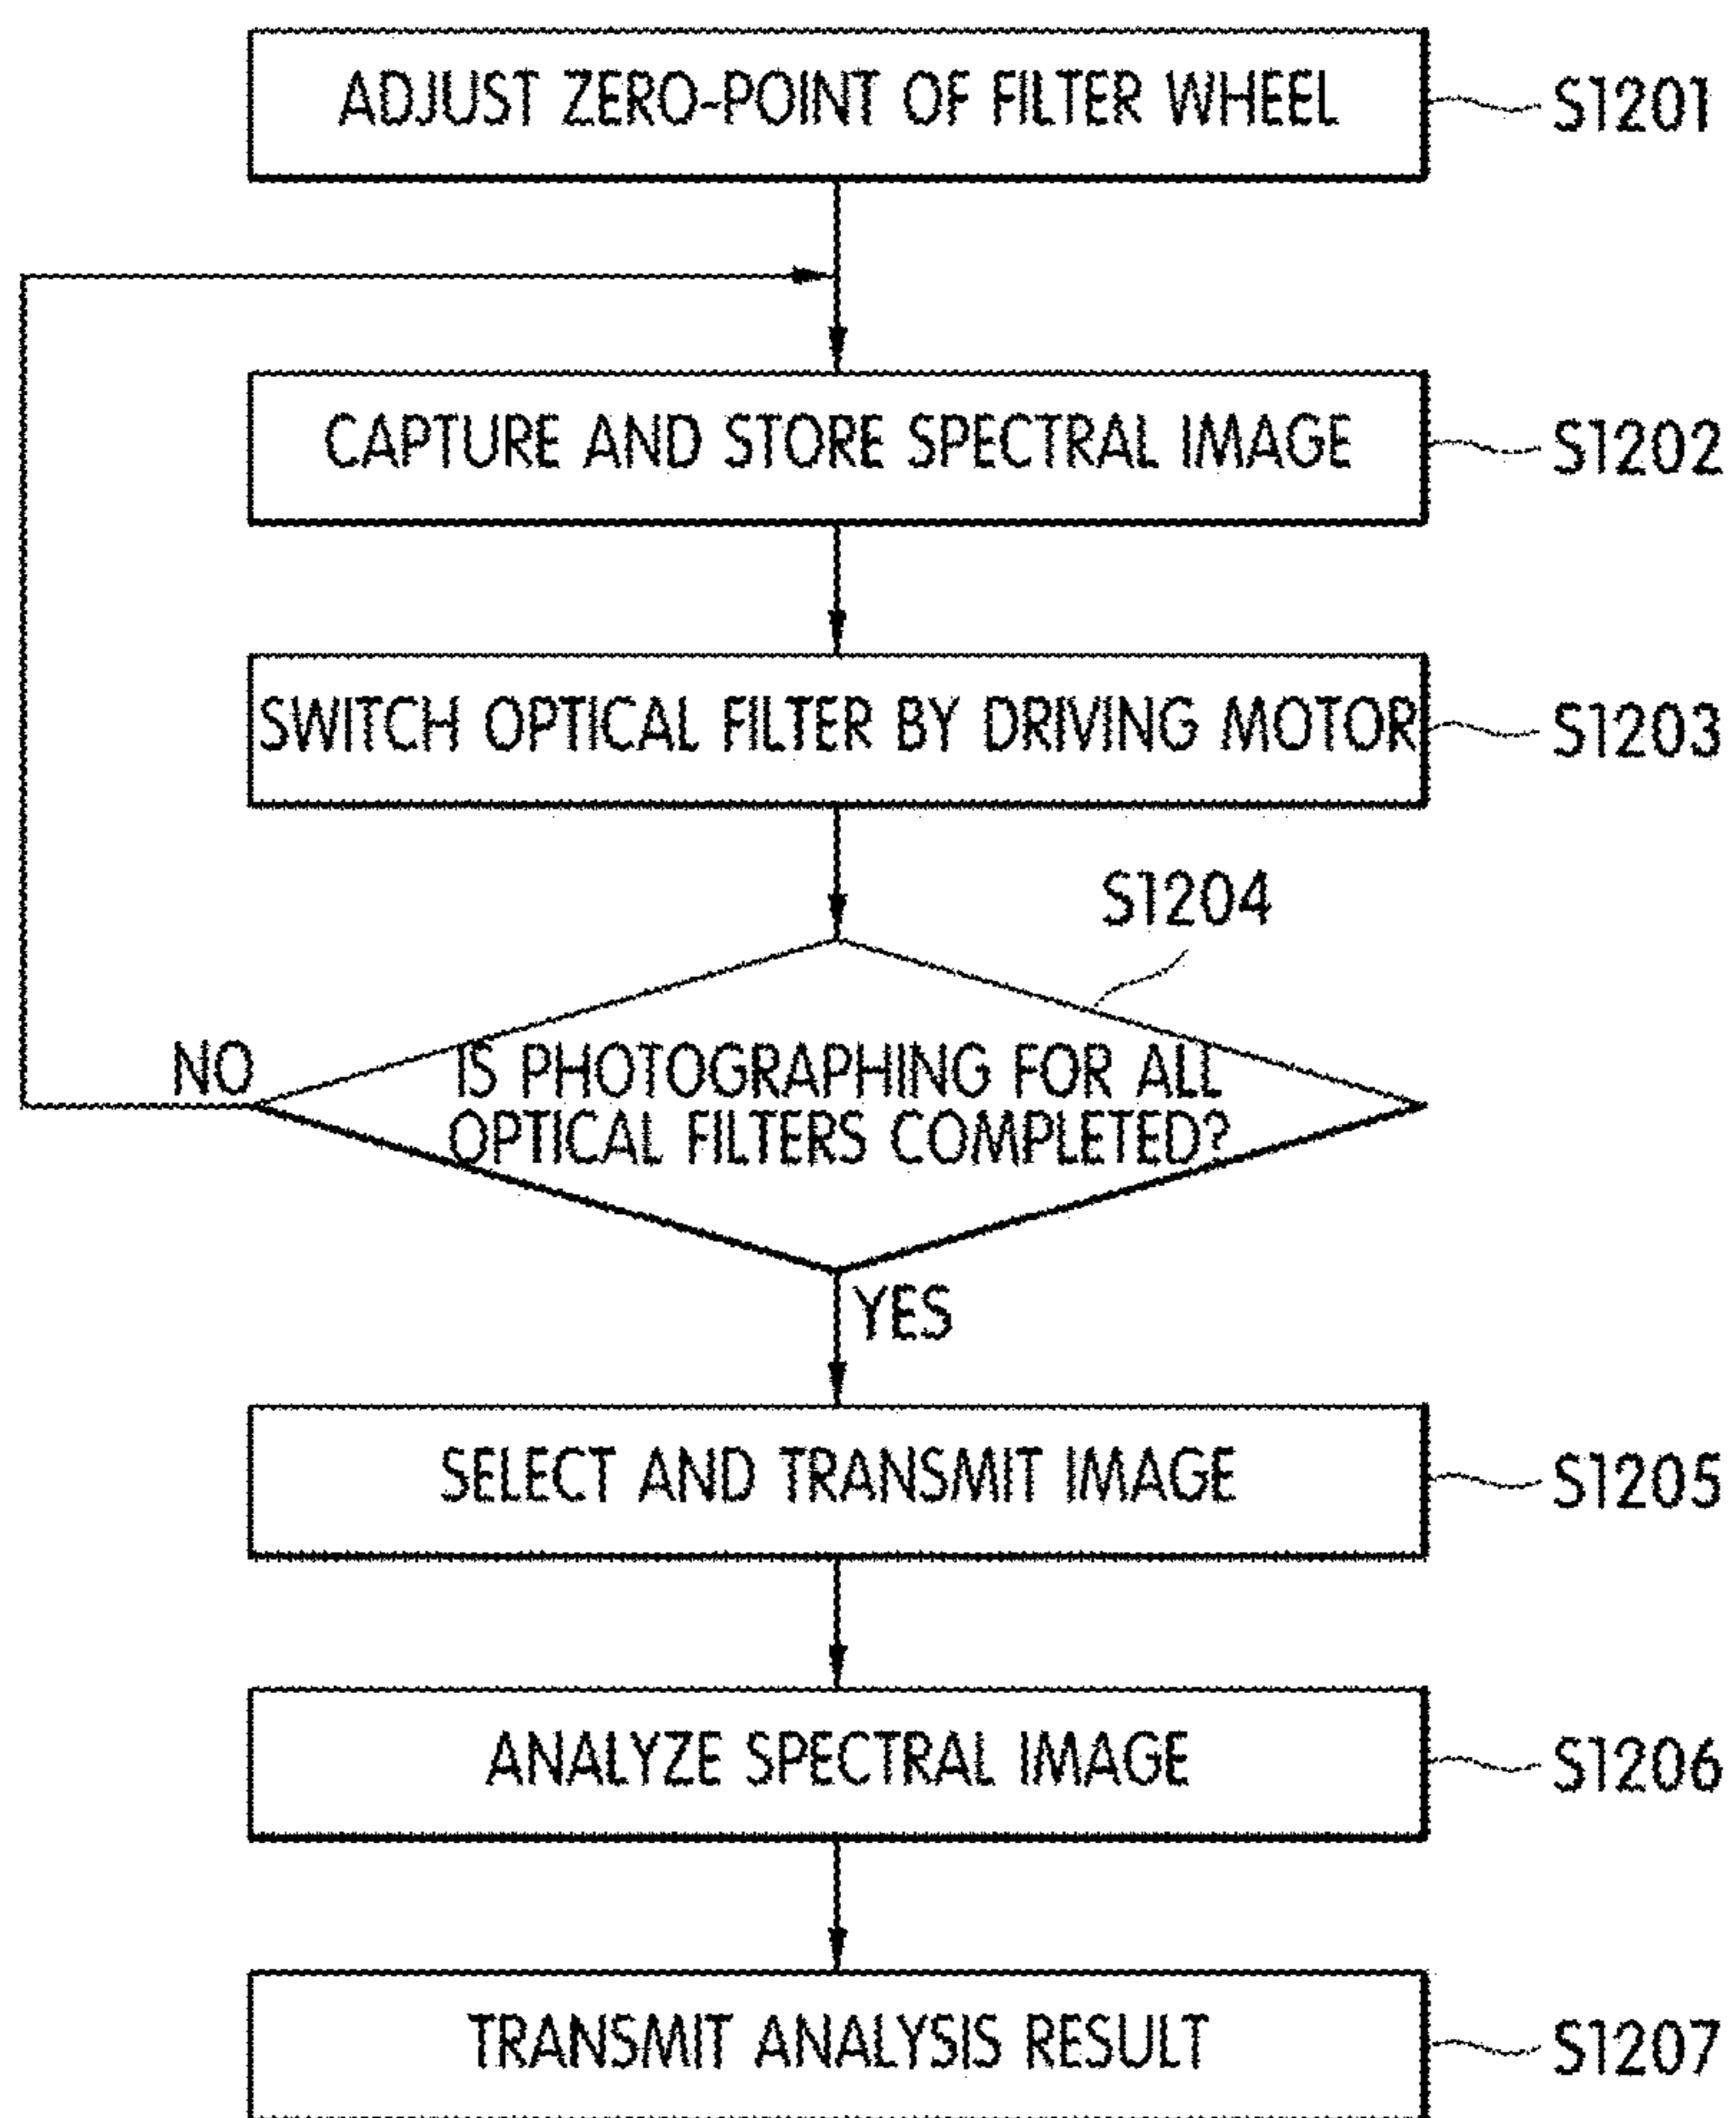 ADJUST ZERO-POINT OF FILTER WHEEL
S1201
CAPTURE AND STORE SPECTRAL IMAGE
S1202
SWITCH OPTICAL FILTER BY DRIVING MOTOR
S1203
S1204
NO
IS PHOTOGRAPHING FOR ALL
OPTICAL FILTERS COMPLETED?
YES
SELECT AND TRANSMIT IMAGE
S1205
ANALYZE SPECTRAL IMAGE
S1206
TRANSMIT ANALYSIS RESULT
S1207